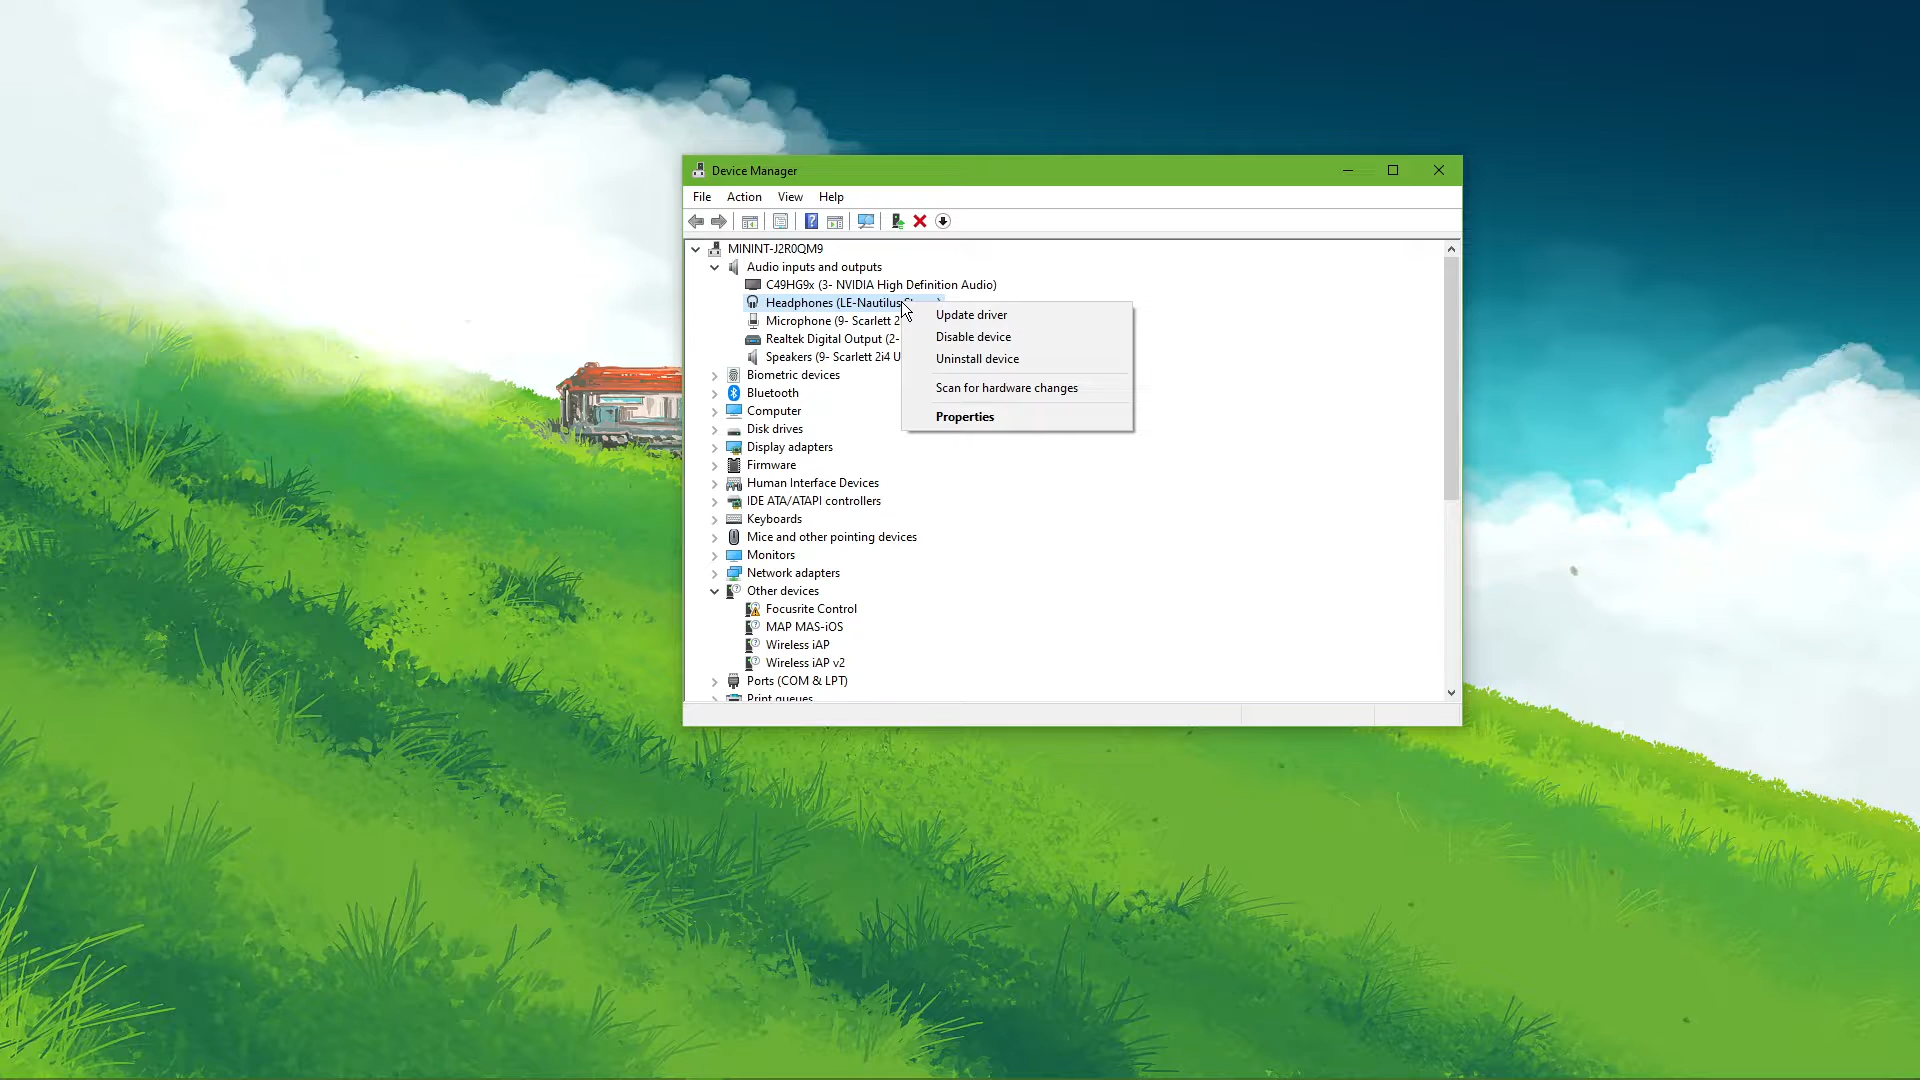 Device Manager
File Action View Help
MININT-J2R0QM9
Audio inputs and outputs
C49HG9x (3- NVIDIA High Definition Audio)
Headphones (LE-Nautilus
Microphone (9- Scarlett 2
Realtek Digital Output (2-
Speakers (9- Scarlett 2i4 U
Update driver
Disable device
Uninstall device
Scan for hardware changes
Properties
Biometric devices
Bluetooth
Computer
Disk drives
Display adapters
Firmware
Human Interface Devices
IDE ATA/ATAPI controllers
Keyboards
Mice and other pointing devices
Monitors
Network adapters
Other devices
Focusrite Control
MAP MAS-iOS
Wireless iAP
Wireless iAP v2
Ports (COM & LPT)
Print queues